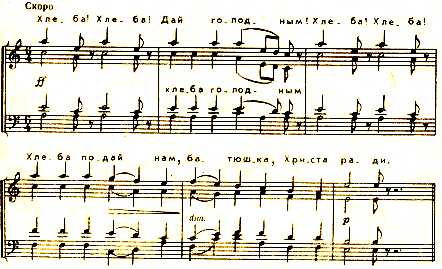 Скоро
Хле - ба! Хле - ба! Дай го - лод - ным! Хле - ба! Хле - ба!
ff
хле - ба го - лод - ным
Хле - ба по - дай нам, ба - тюш - ка, Хри - ста ра - ди.
dim.
p